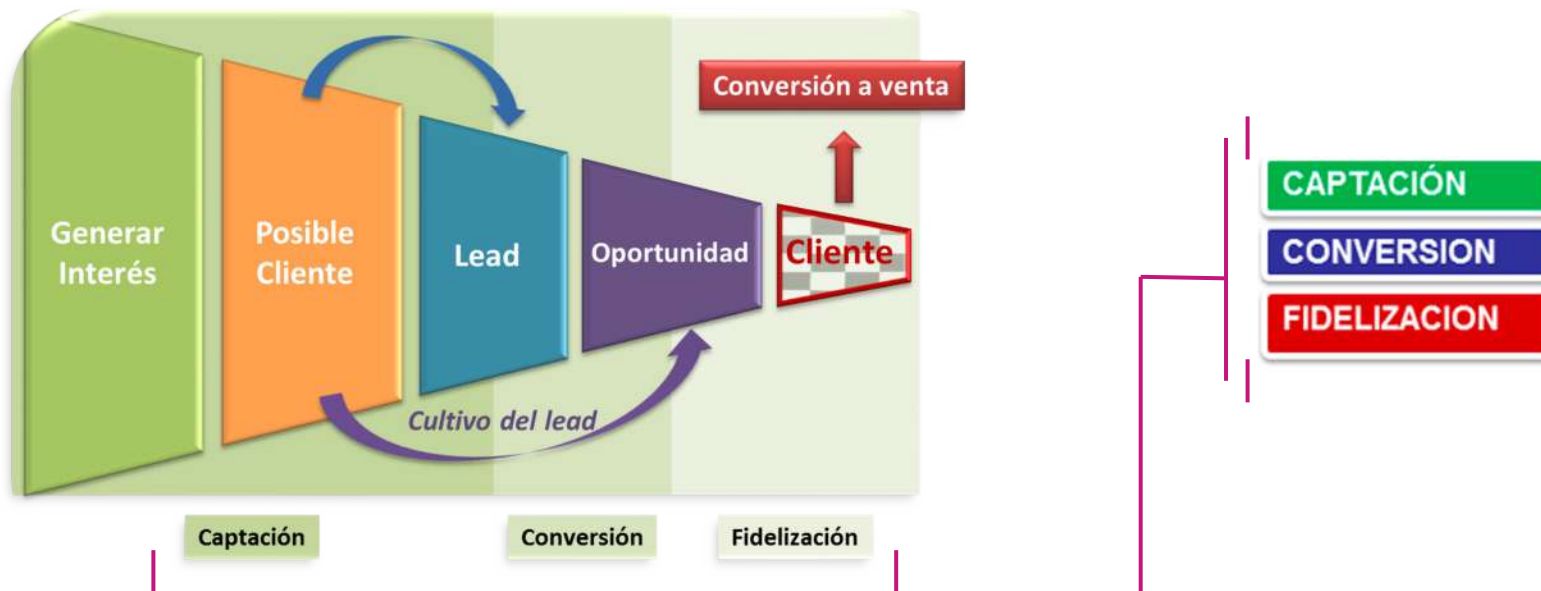 Generar
Interés
Posible
Cliente
Lead
Oportunidad
Cliente
Conversión a venta
Cultivo del lead
Captación
Conversión
Fidelización
CAPTACIÓN
CONVERSION
FIDELIZACION